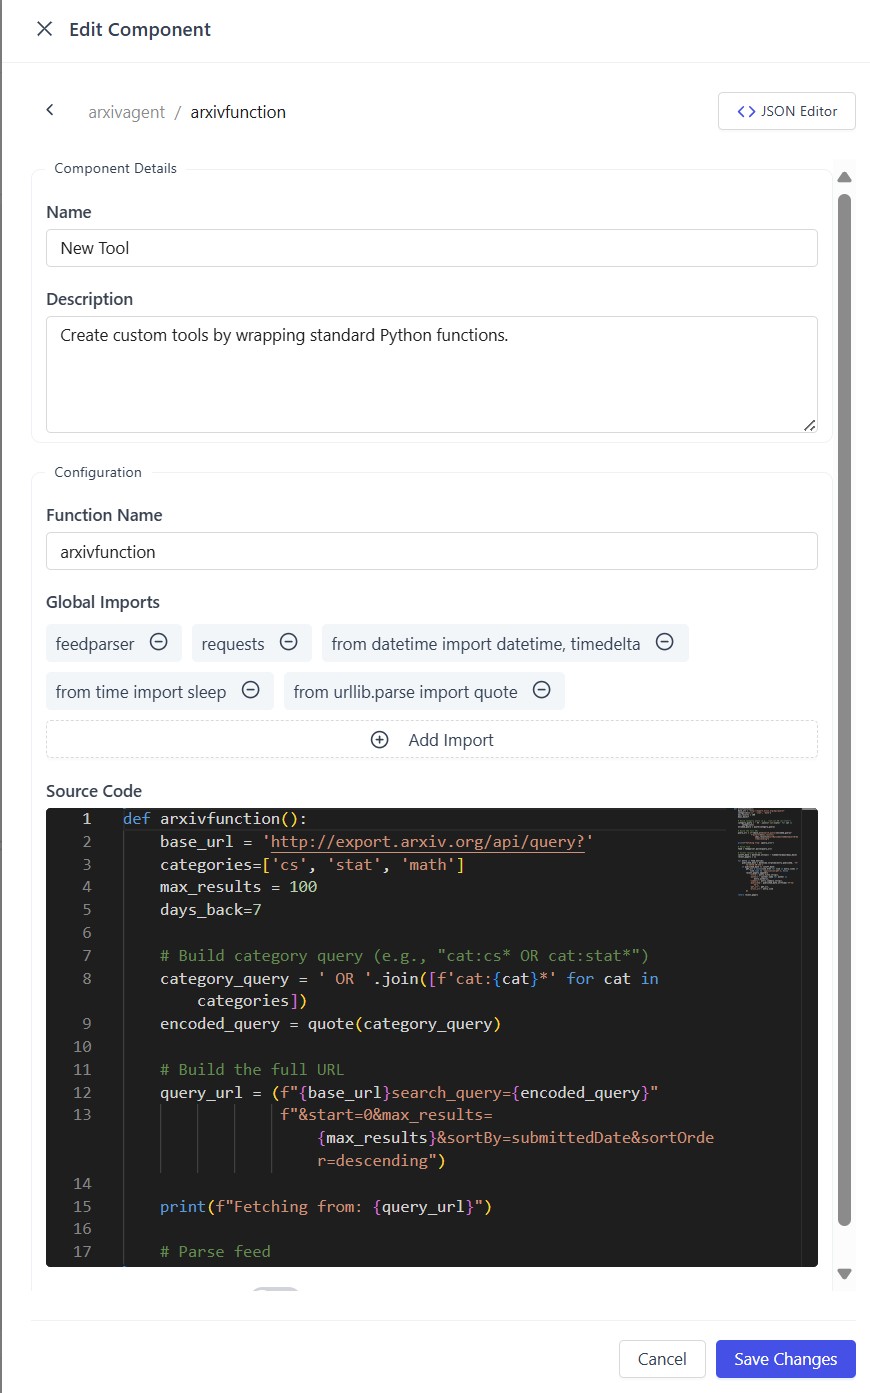 Edit Component
arxivagent / arxivfunction
<> JSON Editor
Component Details
Name
New Tool
Description
Create custom tools by wrapping standard Python functions.
Configuration
Function Name
arxivfunction
Global Imports
feedparser requests from datetime import datetime, timedelta
from time import sleep from urllib.parse import quote
Add Import
Source Code
1 def arxivfunction():
2 base_url = 'http://export.arxiv.org/api/query?'
3 categories=['cs', 'stat', 'math']
4 max_results = 100
5 days_back=7
6
7 # Build category query (e.g., "cat:cs* OR cat:stat*")
8 category_query = ' OR '.join([f'cat:{cat}*' for cat in
categories])
9 encoded_query = quote(category_query)
10
11 # Build the full URL
12 query_url = (f"{base_url}search_query={encoded_query}"
13 f"&start=0&max_results=
{max_results}&sortBy=submittedDate&sortOrde
r=descending")
14
15 print(f"Fetching from: {query_url}")
16
17 # Parse feed
Cancel Save Changes